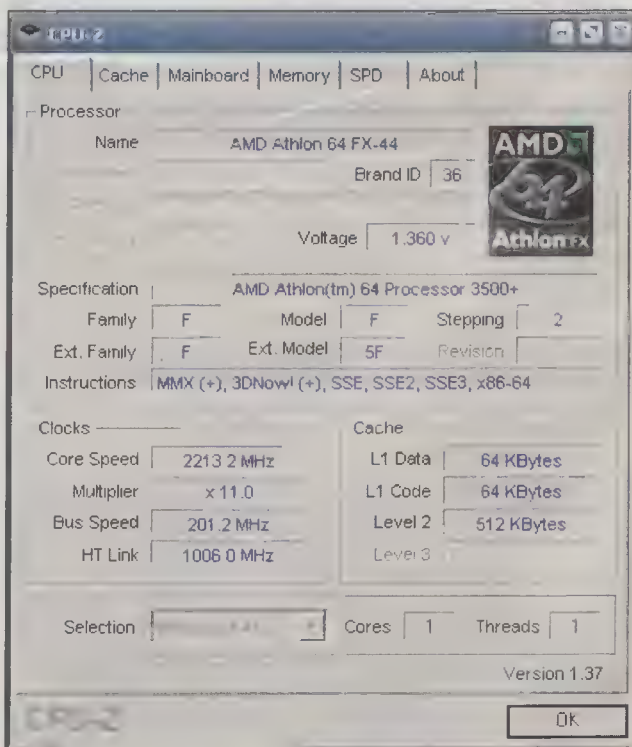 CPU-Z
CPU Cache Mainboard Memory SPD About
Processor
Name AMD Athlon 64 FX-44
Brand ID 36
Voltage 1.360 v
AMD
64
Athlon FX
Specification AMD Athlon(tm) 64 Processor 3500+
Family F Model F Stepping 2
Ext. Family F Ext. Model 5F Revision
Instructions MMX (+), 3DNow! (+), SSE, SSE2, SSE3, x86-64
Clocks
Core Speed 2213.2 MHz
Multiplier x 11.0
Bus Speed 201.2 MHz
HT Link 1006.0 MHz
Cache
L1 Data 64 KBytes
L1 Code 64 KBytes
Level 2 512 KBytes
Level 3
Selection
Cores 1 Threads 1
Version 1.37
CPU-Z
OK